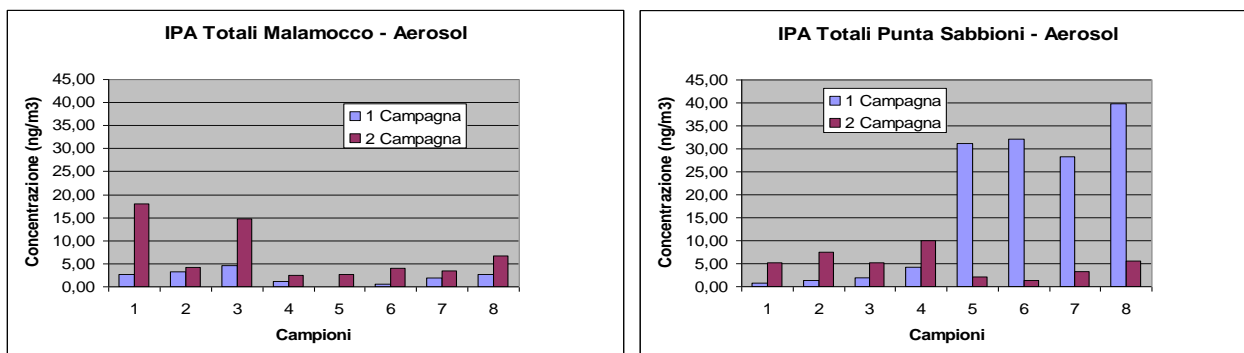 IPA Totali Malamocco - Aerosol
Concentrazione (ng/m3)
45,00
40,00
35,00
30,00
25,00
20,00
15,00
10,00
5,00
0,00
1 Campagna
2 Campagna
1 2 3 4 5 6 7 8
Campioni
IPA Totali Punta Sabbioni - Aerosol
Concentrazione (ng/m3)
45,00
40,00
35,00
30,00
25,00
20,00
15,00
10,00
5,00
0,00
1 Campagna
2 Campagna
1 2 3 4 5 6 7 8
Campioni